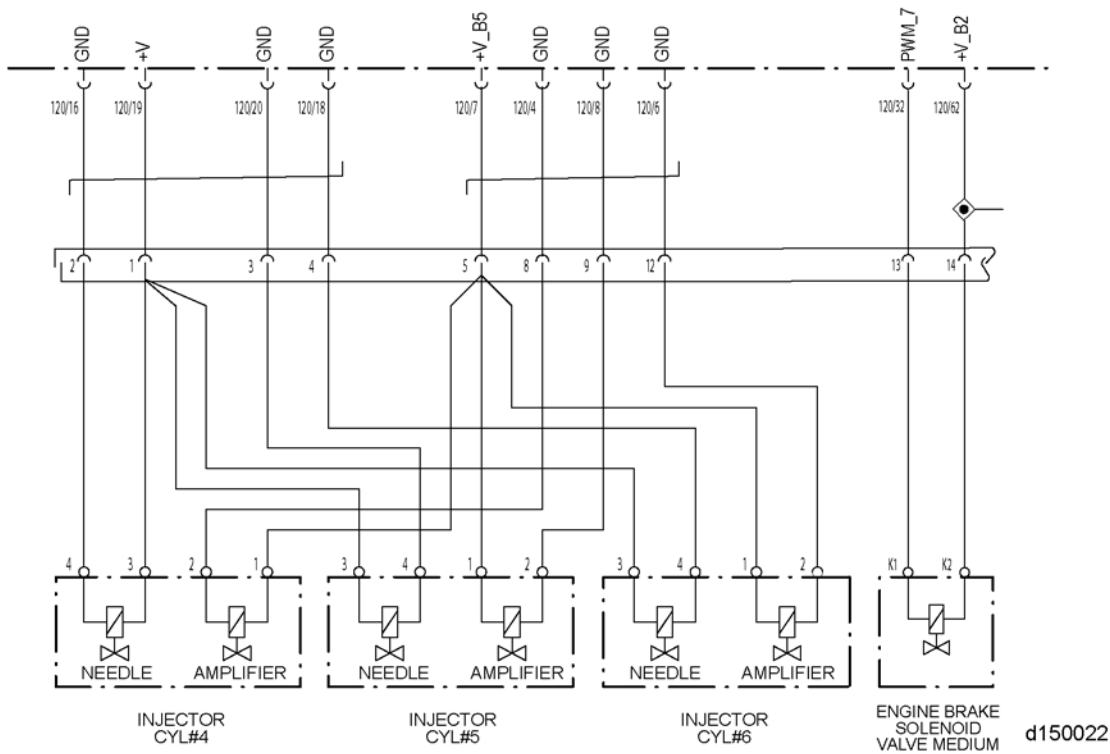 GND +V GND GND +V_B5 GND GND GND PWM_7 +V_B2
120/16 120/19 120/20 120/18 120/7 120/4 120/8 120/6 120/32 120/62
2 1 3 4 5 8 9 12 13 14
4 3 2 1 3 4 1 2 3 4 1 2 K1 K2
NEEDLE AMPLIFIER NEEDLE AMPLIFIER NEEDLE AMPLIFIER
INJECTOR
CYL#4
INJECTOR
CYL#5
INJECTOR
CYL#6
ENGINE BRAKE
SOLENOID
VALVE MEDIUM
d150022